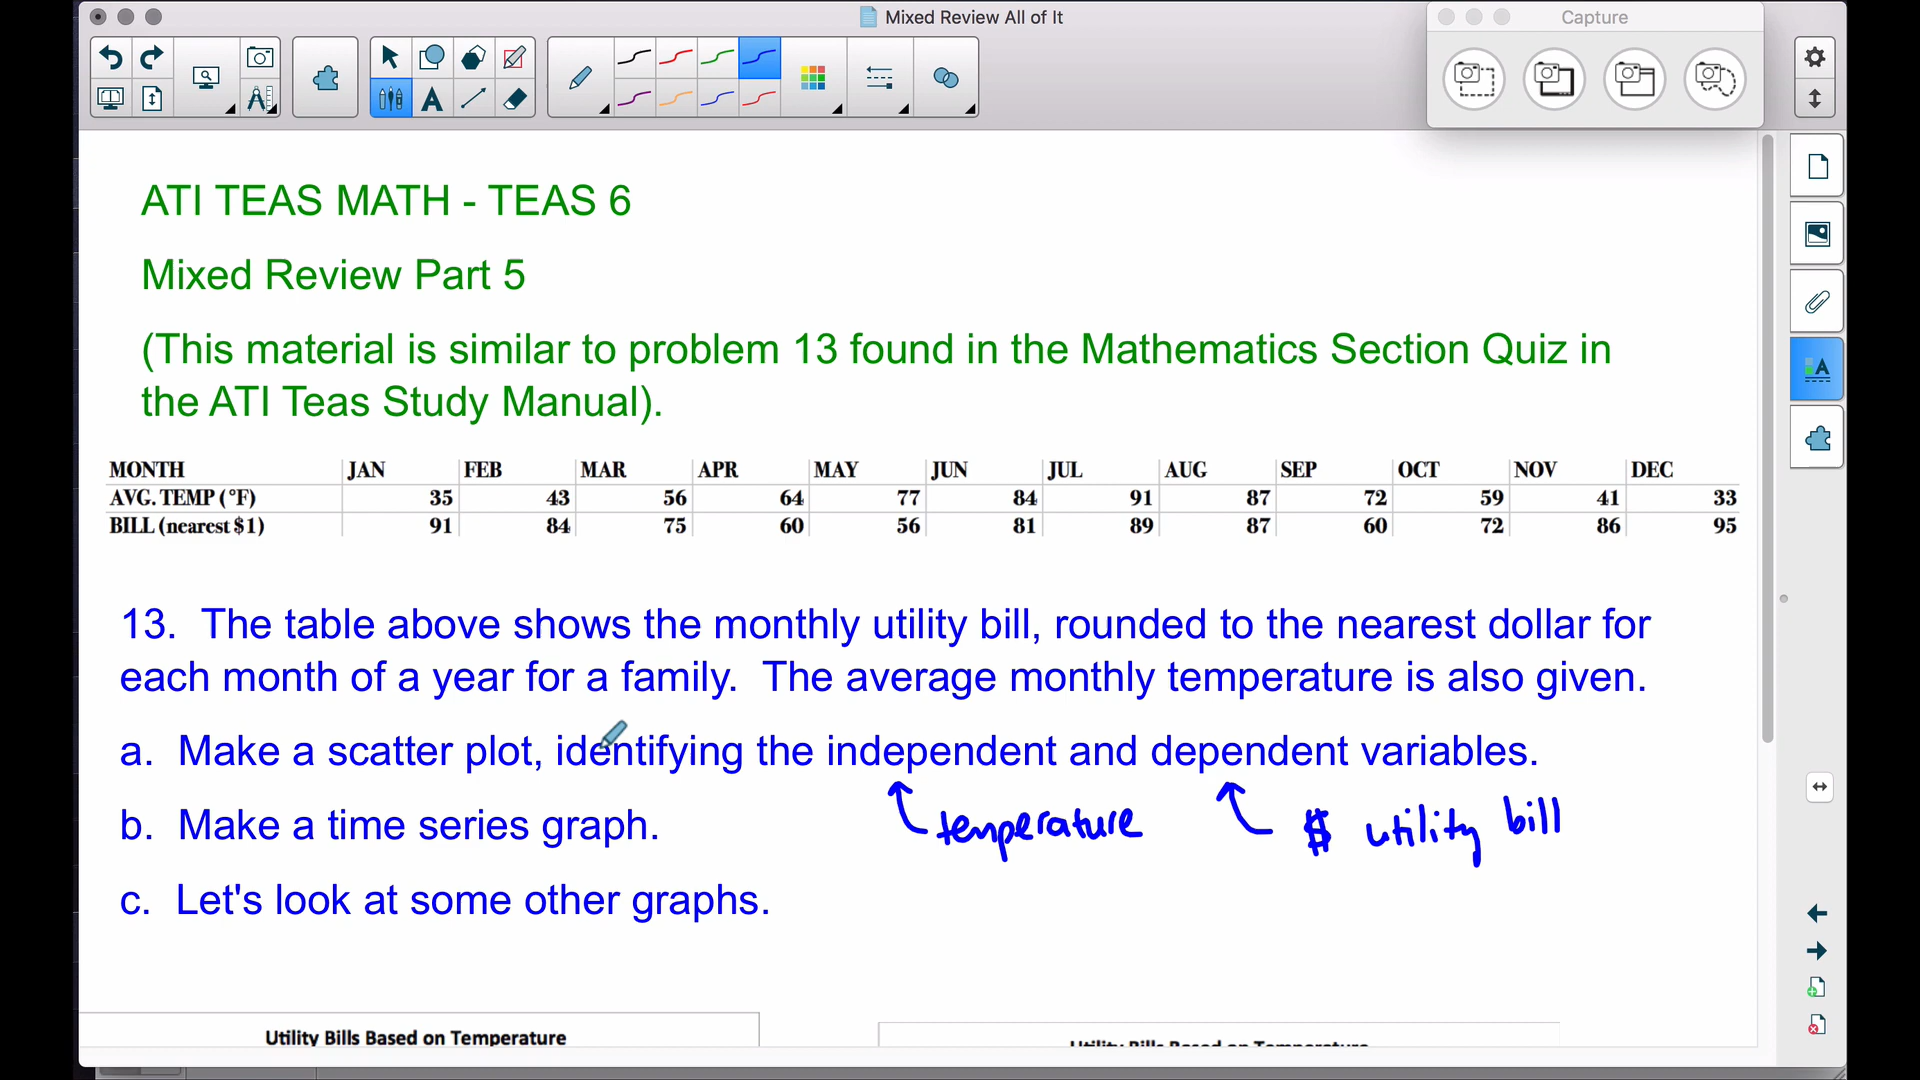 Mixed Review All of It
Capture
ATI TEAS MATH - TEAS 6
Mixed Review Part 5
(This material is similar to problem 13 found in the Mathematics Section Quiz in
the ATI Teas Study Manual).
MONTH JAN FEB MAR APR MAY JUN JUL AUG SEP OCT NOV DEC
AVG. TEMP (°F) 35 43 56 64 77 84 91 87 72 59 41 33
BILL (nearest $1) 91 84 75 60 56 81 89 87 60 72 86 95
13. The table above shows the monthly utility bill, rounded to the nearest dollar for
each month of a year for a family. The average monthly temperature is also given.
a. Make a scatter plot, identifying the independent and dependent variables.
temperature $ utility bill
b. Make a time series graph.
c. Let's look at some other graphs.
Utility Bills Based on Temperature
Utility Bills Based on Temperature